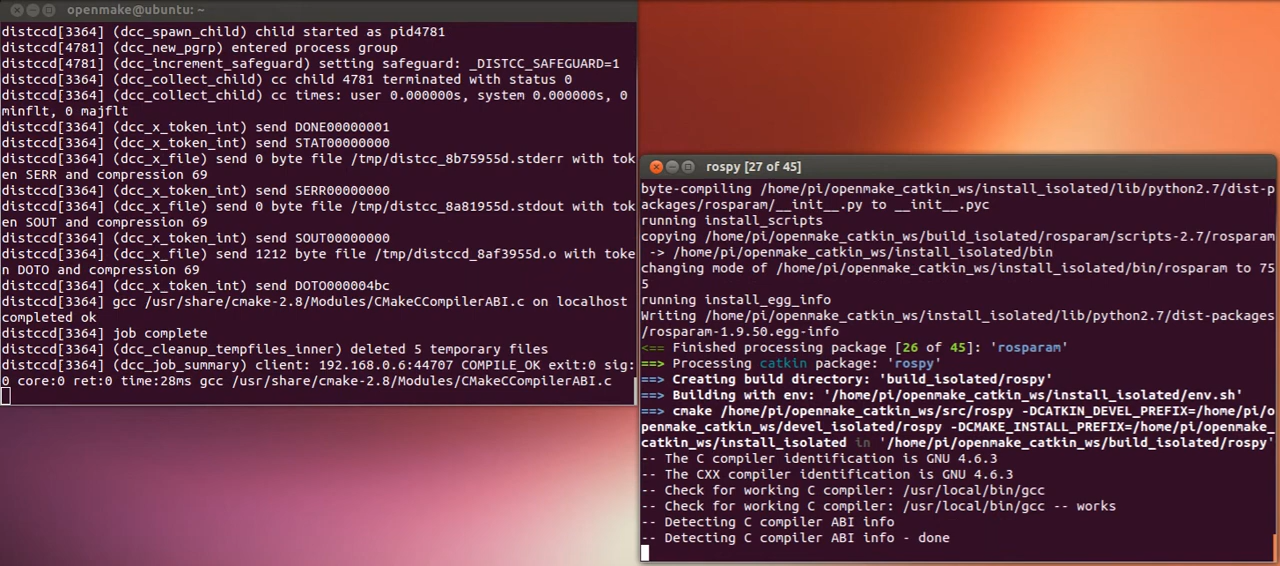 openmake@ubuntu: ~
distccd[3364] (dcc_spawn_child) child started as pid4781
distccd[4781] (dcc_new_pgrp) entered process group
distccd[4781] (dcc_increment_safeguard) setting safeguard: _DISTCC_SAFEGUARD=1
distccd[3364] (dcc_collect_child) cc child 4781 terminated with status 0
distccd[3364] (dcc_collect_child) cc times: user 0.000000s, system 0.000000s, 0
minflt, 0 majflt
distccd[3364] (dcc_x_token_int) send DONE00000001
distccd[3364] (dcc_x_token_int) send STAT00000000
distccd[3364] (dcc_x_file) send 0 byte file /tmp/distcc_8b75955d.stderr with tok
en SERR and compression 69
distccd[3364] (dcc_x_token_int) send SERR00000000
distccd[3364] (dcc_x_file) send 0 byte file /tmp/distcc_8a81955d.stdout with tok
en SOUT and compression 69
distccd[3364] (dcc_x_token_int) send SOUT00000000
distccd[3364] (dcc_x_file) send 1212 byte file /tmp/distccd_8af3955d.o with toke
n DOTO and compression 69
distccd[3364] (dcc_x_token_int) send DOTO000004bc
distccd[3364] gcc /usr/share/cmake-2.8/Modules/CMakeCCompilerABI.c on localhost
completed ok
distccd[3364] job complete
distccd[3364] (dcc_cleanup_tempfiles_inner) deleted 5 temporary files
distccd[3364] (dcc_job_summary) client: 192.168.0.6:44707 COMPILE_OK exit:0 sig:
0 core:0 ret:0 time:28ms gcc /usr/share/cmake-2.8/Modules/CMakeCCompilerABI.c
rospy [27 of 45]
byte-compiling /home/pi/openmake_catkin_ws/install_isolated/lib/python2.7/dist-p
ackages/rosparam/__init__.py to __init__.pyc
running install_scripts
copying /home/pi/openmake_catkin_ws/build_isolated/rosparam/scripts-2.7/rosparam
-> /home/pi/openmake_catkin_ws/install_isolated/bin
changing mode of /home/pi/openmake_catkin_ws/install_isolated/bin/rosparam to 75
5
running install_egg_info
Writing /home/pi/openmake_catkin_ws/install_isolated/lib/python2.7/dist-packages
/rosparam-1.9.50.egg-info
<== Finished processing package [26 of 45]: 'rosparam'
==> Processing catkin package: 'rospy'
==> Creating build directory: 'build_isolated/rospy'
==> Building with env: '/home/pi/openmake_catkin_ws/install_isolated/env.sh'
==> cmake /home/pi/openmake_catkin_ws/src/rospy -DCATKIN_DEVEL_PREFIX=/home/pi/o
penmake_catkin_ws/devel_isolated/rospy -DCMAKE_INSTALL_PREFIX=/home/pi/openmake_
catkin_ws/install_isolated in '/home/pi/openmake_catkin_ws/build_isolated/rospy'
-- The C compiler identification is GNU 4.6.3
-- The CXX compiler identification is GNU 4.6.3
-- Check for working C compiler: /usr/local/bin/gcc
-- Check for working C compiler: /usr/local/bin/gcc -- works
-- Detecting C compiler ABI info
-- Detecting C compiler ABI info - done